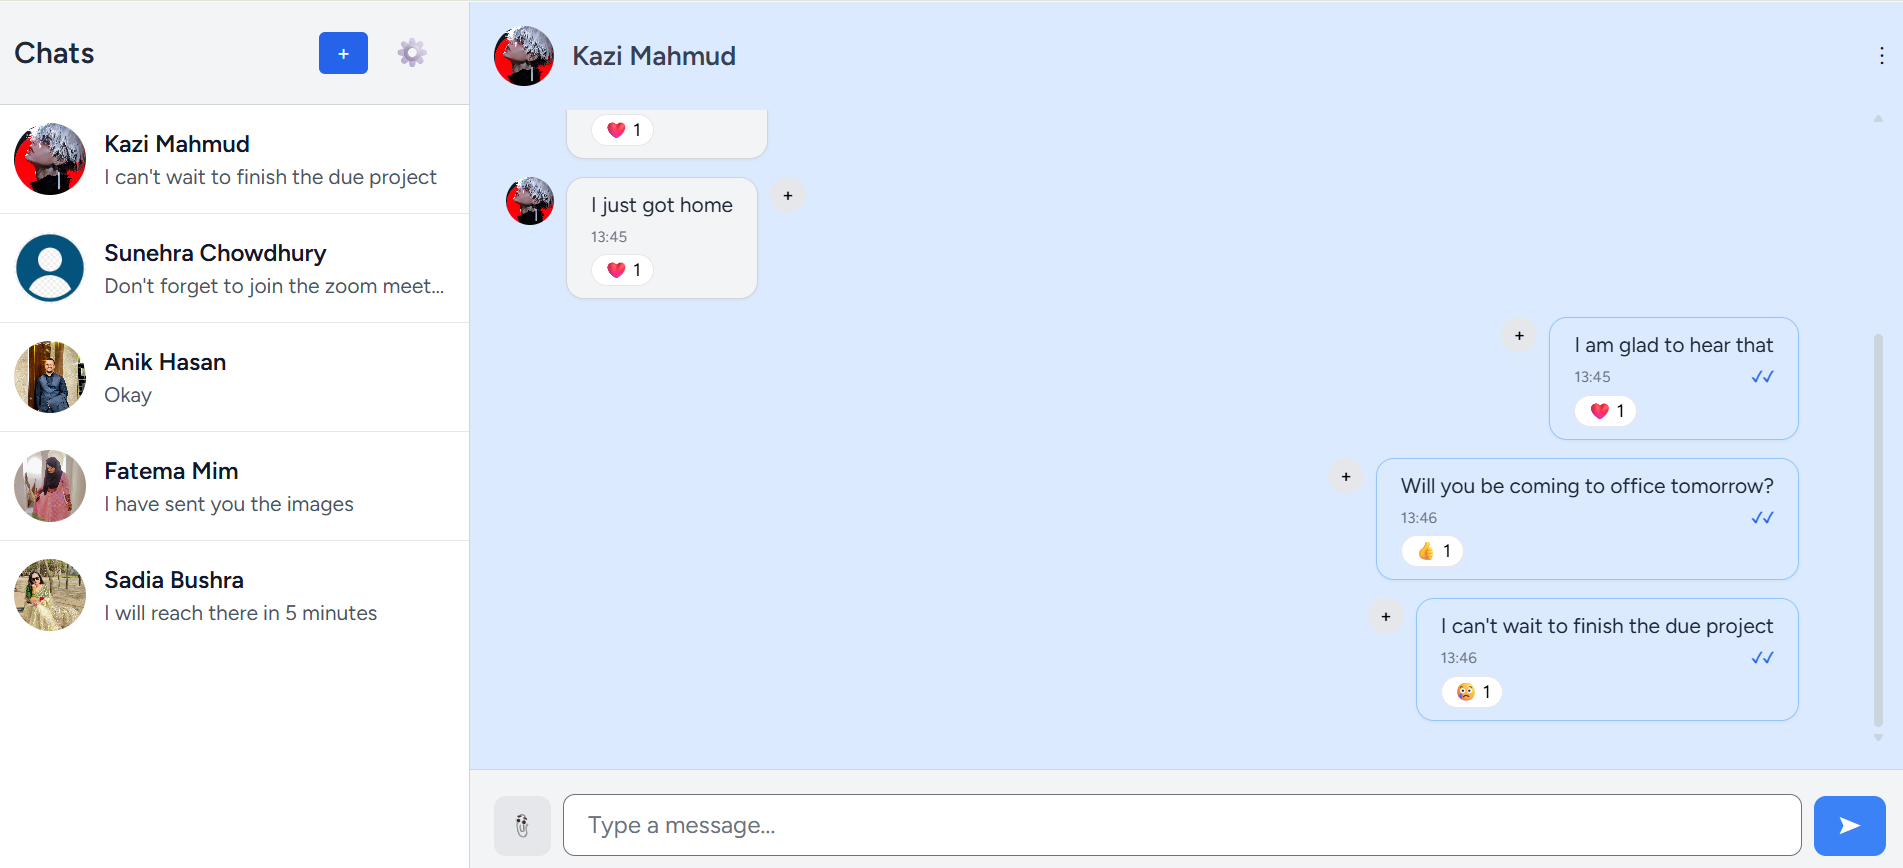 Chats
+
Kazi Mahmud
I can't wait to finish the due project
Sunehra Chowdhury
Don't forget to join the zoom meet...
Anik Hasan
Okay
Fatema Mim
I have sent you the images
Sadia Bushra
I will reach there in 5 minutes
Kazi Mahmud
❤️ 1
I just got home
+
13:45
❤️ 1
+
I am glad to hear that
13:45 ✓✓
❤️ 1
+
Will you be coming to office tomorrow?
13:46 ✓✓
👍 1
+
I can't wait to finish the due project
13:46 ✓✓
😢 1
Type a message...